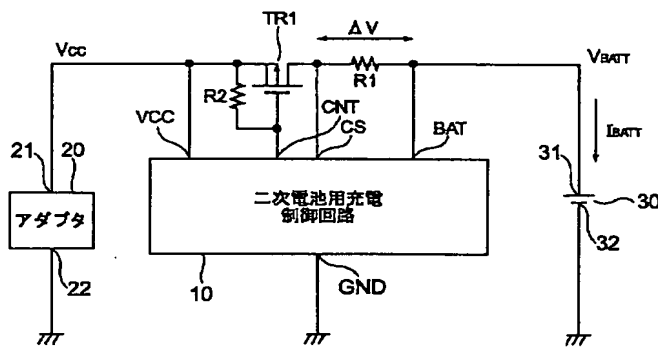 TR1
ΔV
VCC
VBATT
R2
R1
VCC
CNT
CS
BAT
IBATT
21
20
31
アダプタ
二次電池用充電
制御回路
30
32
22
10
GND